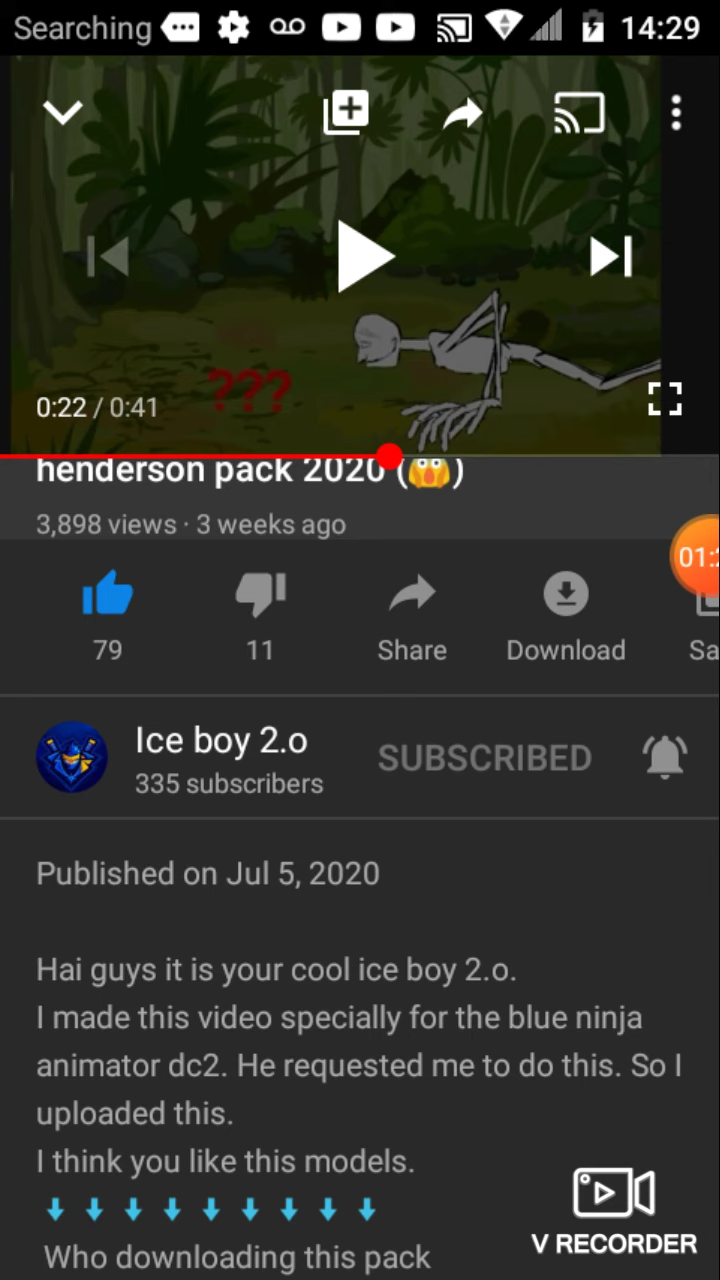 Searching 14:29
???
0:22 / 0:41
henderson pack 2020 (😱)
3,898 views · 3 weeks ago
79 11 Share Download
Ice boy 2.o
335 subscribers
SUBSCRIBED
Published on Jul 5, 2020
Hai guys it is your cool ice boy 2.o.
I made this video specially for the blue ninja
animator dc2. He requested me to do this. So I
uploaded this.
I think you like this models.
Who downloading this pack
V RECORDER